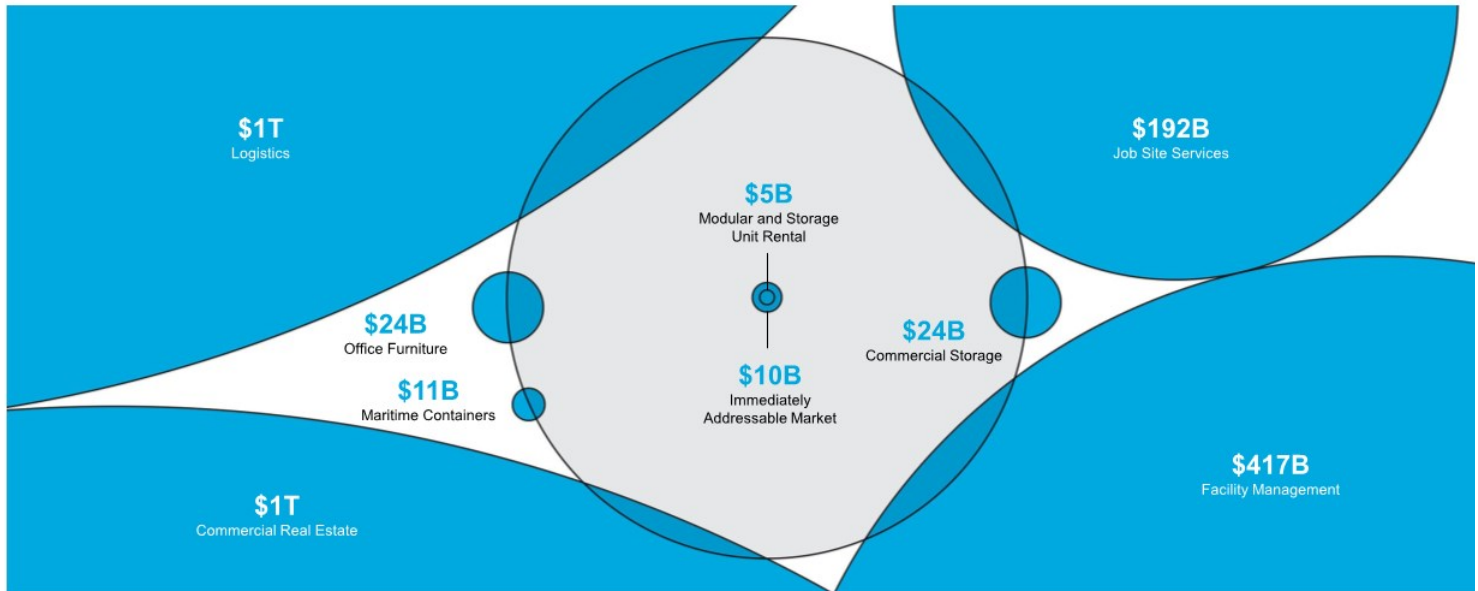 $1T
Logistics
$192B
Job Site Services
$5B
Modular and Storage
Unit Rental
$24B
Office Furniture
$24B
Commercial Storage
$11B
Maritime Containers
$10B
Immediately
Addressable Market
$1T
Commercial Real Estate
$417B
Facility Management